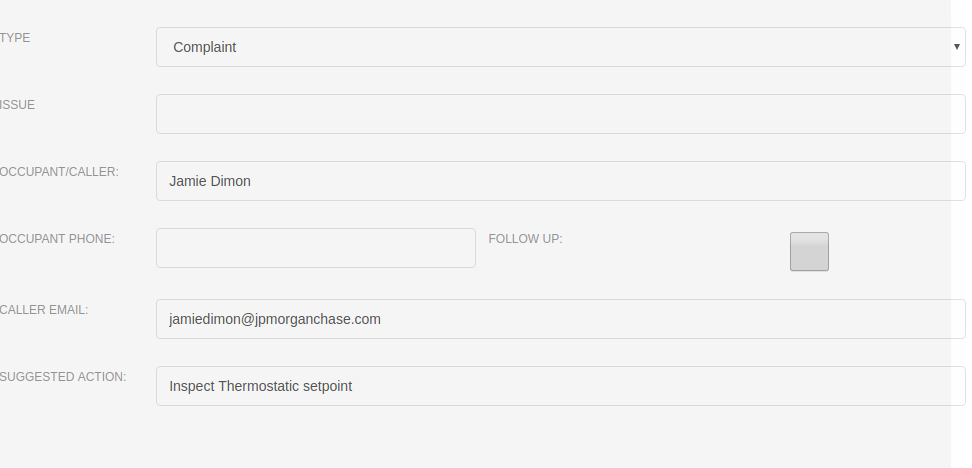 TYPE
Complaint
ISSUE
OCCUPANT/CALLER:
Jamie Dimon
OCCUPANT PHONE:
FOLLOW UP:
CALLER EMAIL:
jamiedimon@jpmorganchase.com
SUGGESTED ACTION:
Inspect Thermostatic setpoint